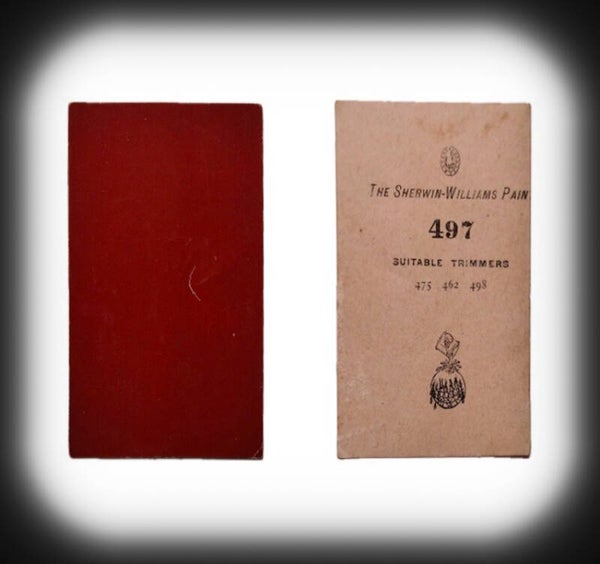 THE SHERWIN-WILLIAMS PAIN
497
SUITABLE TRIMMERS
475 462 498